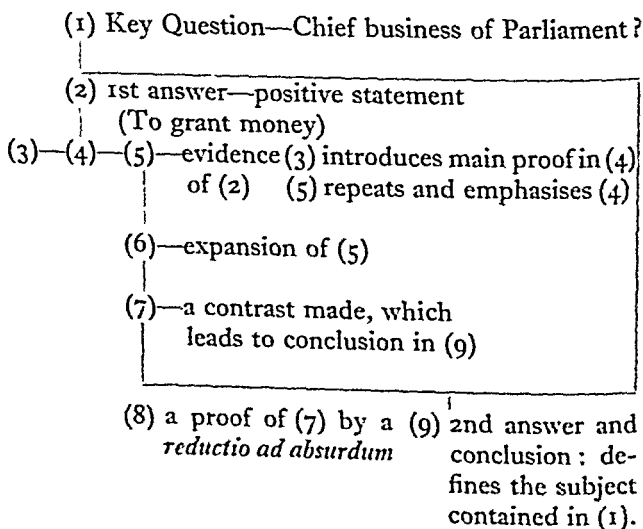 (1) Key Question—Chief business of Parliament?
(2) 1st answer—positive statement
(To grant money)
(3)—(4)—(5)—evidence (3) introduces main proof in (4)
of (2) (5) repeats and emphasises (4)
(6)—expansion of (5)
(7)—a contrast made, which
leads to conclusion in (9)
(8) a proof of (7) by a (9) 2nd answer and
reductio ad absurdum conclusion: de-
fines the subject
contained in (1).